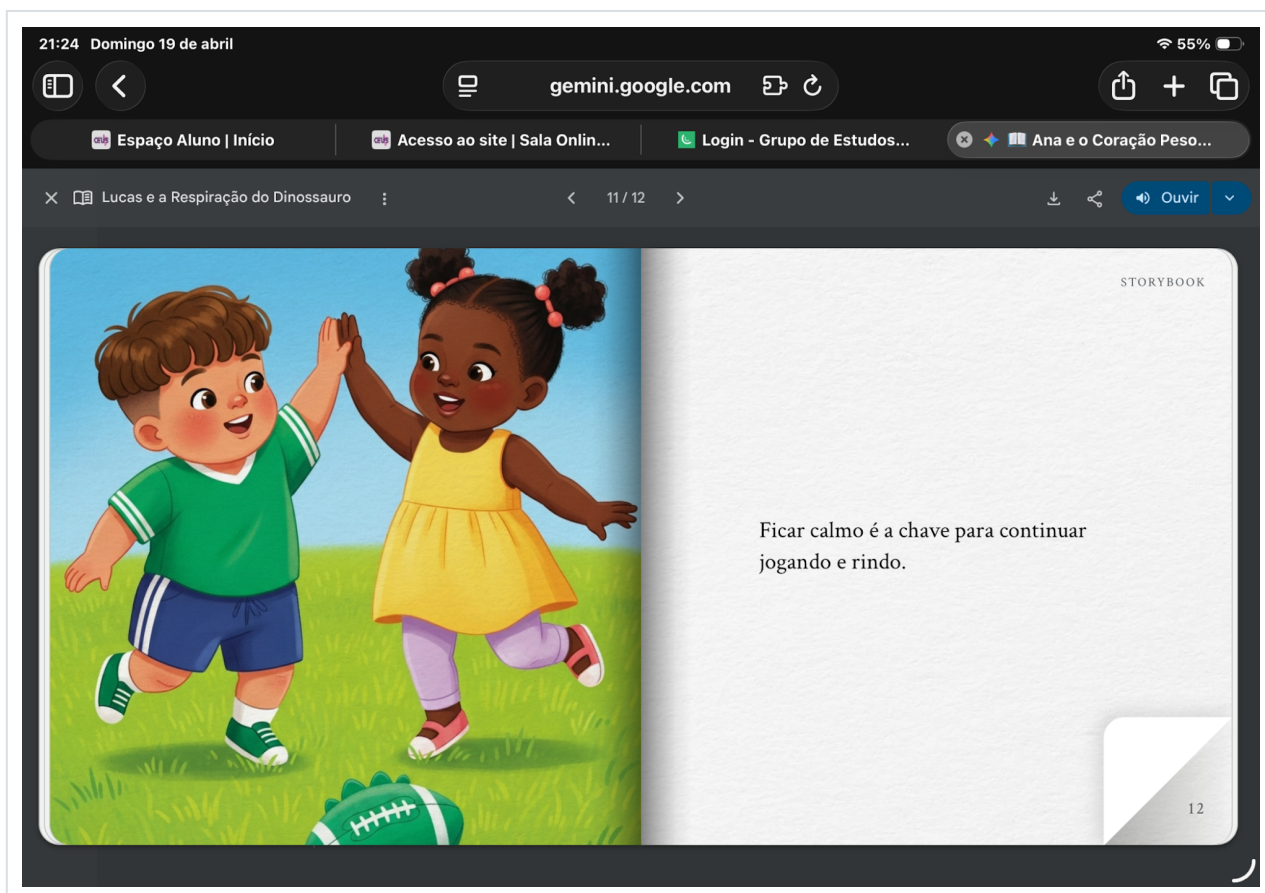 21:24 Domingo 19 de abril
55%
gemini.google.com
Espaço Aluno | Início
Acesso ao site | Sala Onlin...
Login - Grupo de Estudos...
Ana e o Coração Peso...
Lucas e a Respiração do Dinossauro
11 / 12
Ouvir
STORYBOOK
Ficar calmo é a chave para continuar
jogando e rindo.
12